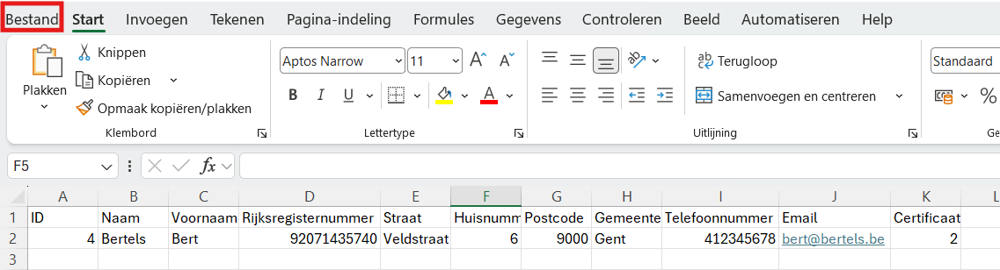 Bestand Start Invoegen Tekenen Pagina-indeling Formules Gegevens Controleren Beeld Automatiseren Help
Plakken
Knippen
Kopiëren
Opmaak kopiëren/plakken
Klembord
Aptos Narrow 11 A A
B I U A
Lettertype
ab Terugloop
Samenvoegen en centreren
Uitlijning
Standaard
%
Ge
F5 fx
A B C D E F G H I J K L
1 ID Naam Voornaam Rijksregisternummer Straat Huisnumm Postcode Gemeente Telefoonnummer Email Certificaat
2 4 Bertels Bert 92071435740 Veldstraat 6 9000 Gent 412345678 bert@bertels.be 2
3